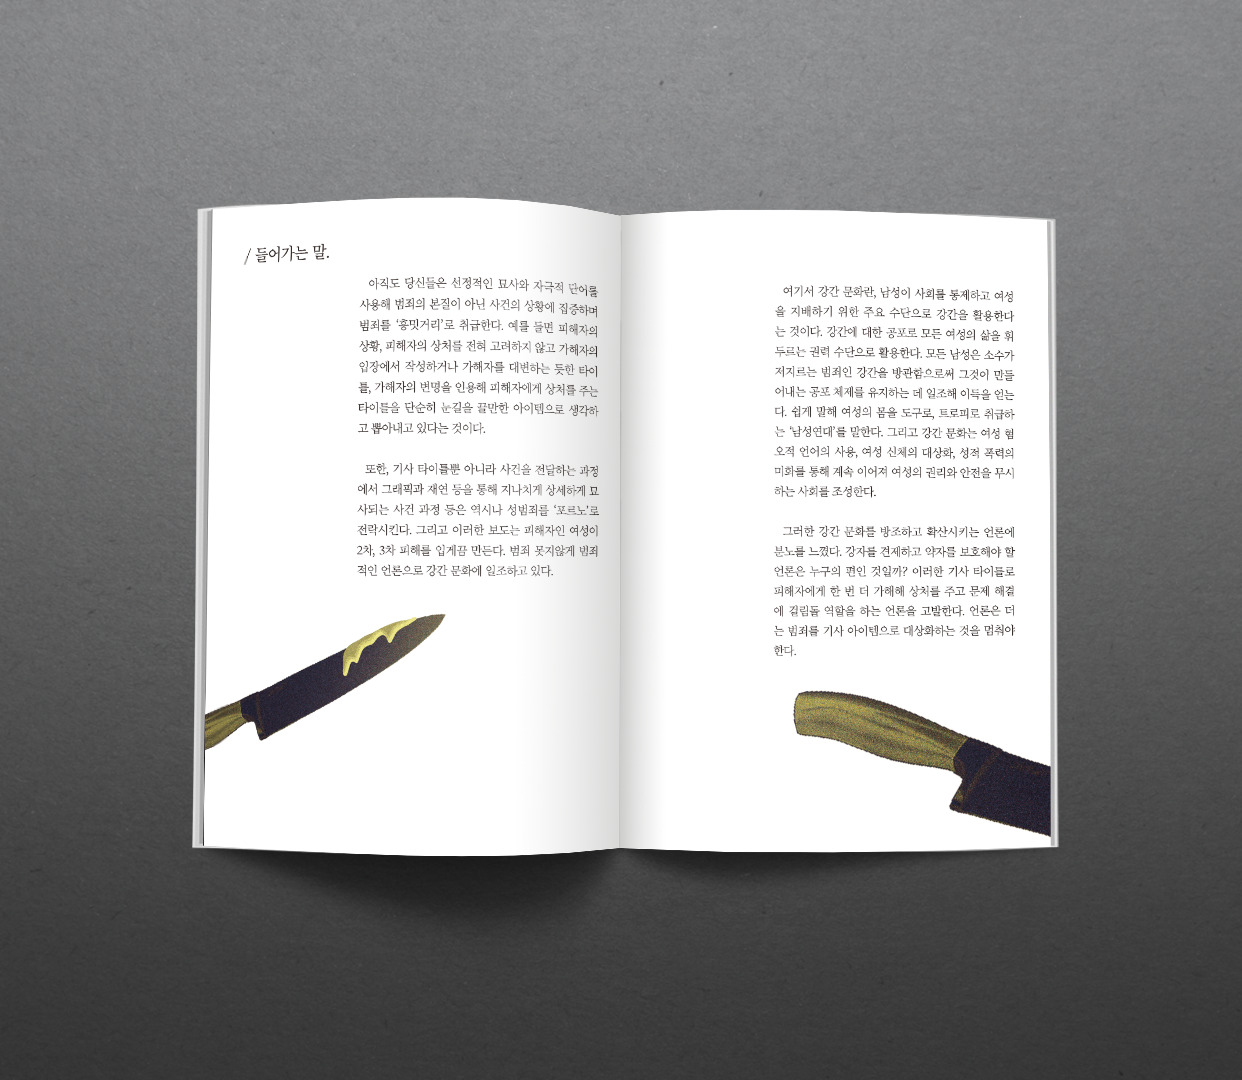 / 들어가는 말.
아직도 당신들은 선정적인 묘사와 자극적 단어를
사용해 범죄의 본질이 아닌 사건의 상황에 집중하며
범죄를 ‘흥밋거리’로 취급한다. 예를 들면 피해자의
상황, 피해자의 상처를 전혀 고려하지 않고 가해자의
입장에서 작성하거나 가해자를 대변하는 듯한 타이
틀, 가해자의 변명을 인용해 피해자에게 상처를 주는
타이틀을 단순히 눈길을 끌만한 아이템으로 생각하
고 뽑아내고 있다는 것이다.
또한, 기사 타이틀뿐 아니라 사건을 전달하는 과정
에서 그래픽과 재연 등을 통해 지나치게 상세하게 묘
사되는 사건 과정 등은 역시나 성범죄를 ‘포르노’로
전락시킨다. 그리고 이러한 보도는 피해자인 여성이
2차, 3차 피해를 입게끔 만든다. 범죄 못지않게 범죄
적인 언론으로 강간 문화에 일조하고 있다.
여기서 강간 문화란, 남성이 사회를 통제하고 여성
을 지배하기 위한 주요 수단으로 강간을 활용한다
는 것이다. 강간에 대한 공포로 모든 여성의 삶을 휘
두르는 권력 수단으로 활용한다. 모든 남성은 소수가
저지르는 범죄인 강간을 방관함으로써 그것이 만들
어내는 공포 체제를 유지하는 데 일조해 이득을 얻는
다. 쉽게 말해 여성의 몸을 도구로, 트로피로 취급하
는 ‘남성연대’를 말한다. 그리고 강간 문화는 여성 혐
오적 언어의 사용, 여성 신체의 대상화, 성적 폭력의
미화를 통해 계속 이어져 여성의 권리와 안전을 무시
하는 사회를 조성한다.
그러한 강간 문화를 방조하고 확산시키는 언론에
분노를 느꼈다. 강자를 견제하고 약자를 보호해야 할
언론은 누구의 편인 것일까? 이러한 기사 타이틀로
피해자에게 한 번 더 가해해 상처를 주고 문제 해결
에 걸림돌 역할을 하는 언론을 고발한다. 언론은 더
는 범죄를 기사 아이템으로 대상화하는 것을 멈춰야
한다.